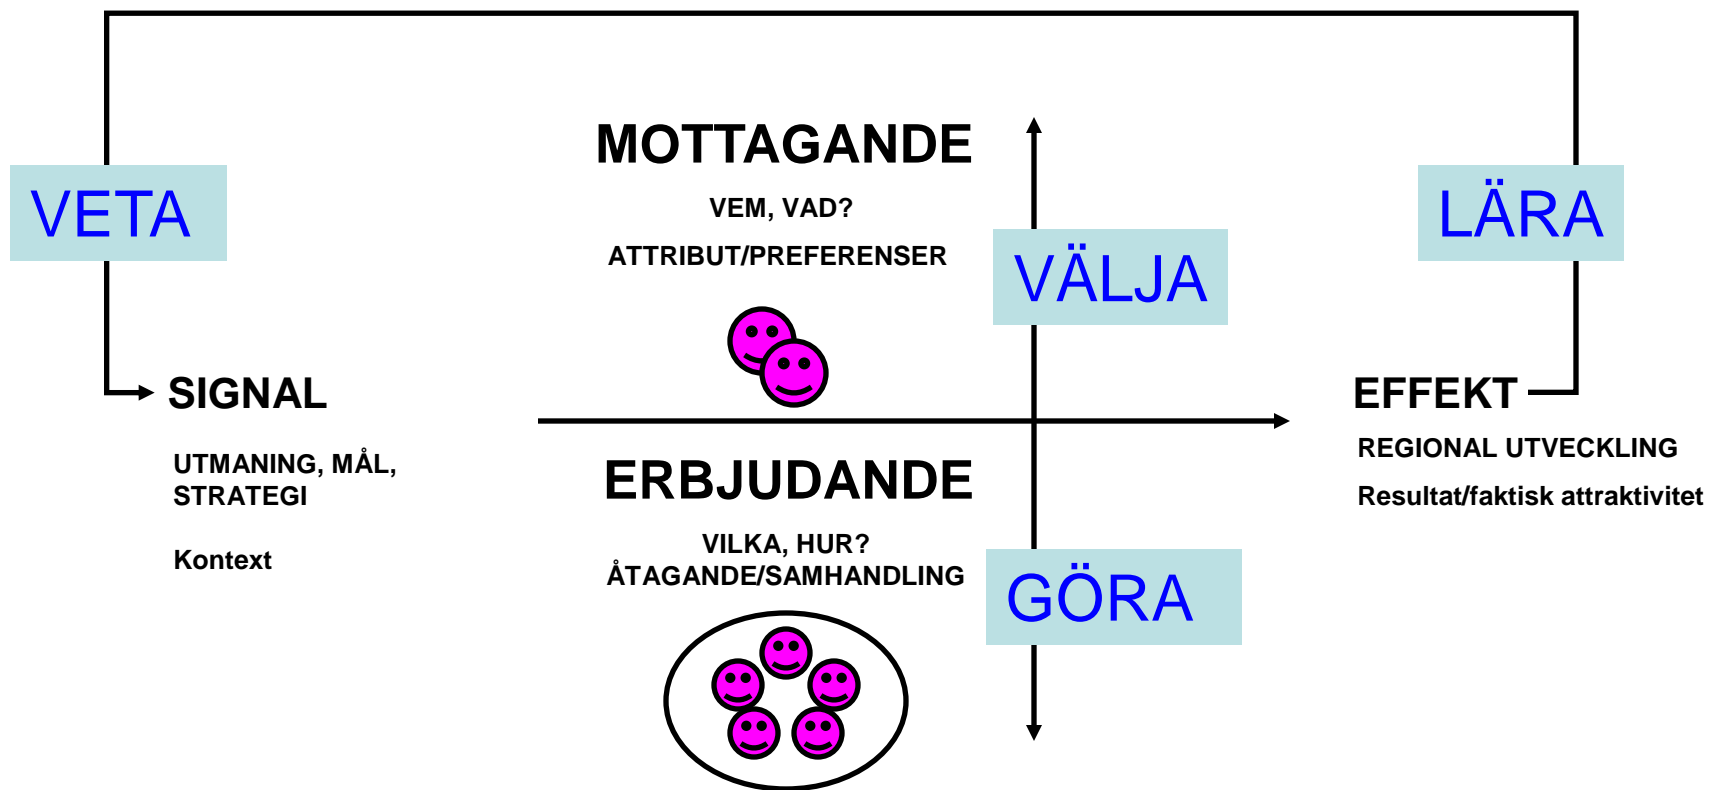 VETA
SIGNAL
UTMANING, MÅL,
STRATEGI
Kontext
MOTTAGANDE
VEM, VAD?
ATTRIBUT/PREFERENSER
VÄLJA
ERBJUDANDE
VILKA, HUR?
ÅTAGANDE/SAMHANDLING
GÖRA
LÄRA
EFFEKT
REGIONAL UTVECKLING
Resultat/faktisk attraktivitet